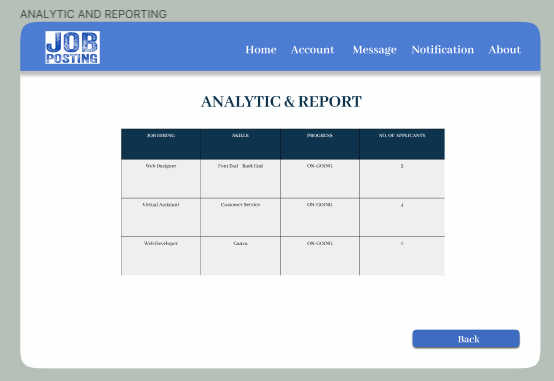 ANALYTIC AND REPORTING
JOB
POSTING
Home Account Message Notification About
ANALYTIC & REPORT
JOB HIRING SKILLS PROGRESS NO. OF APPLICANTS
Web Designer Font End - Back End ON-GOING
Virtual Assistant Customer Service ON-GOING 4
Web Developer Canva ON-GOING
Back